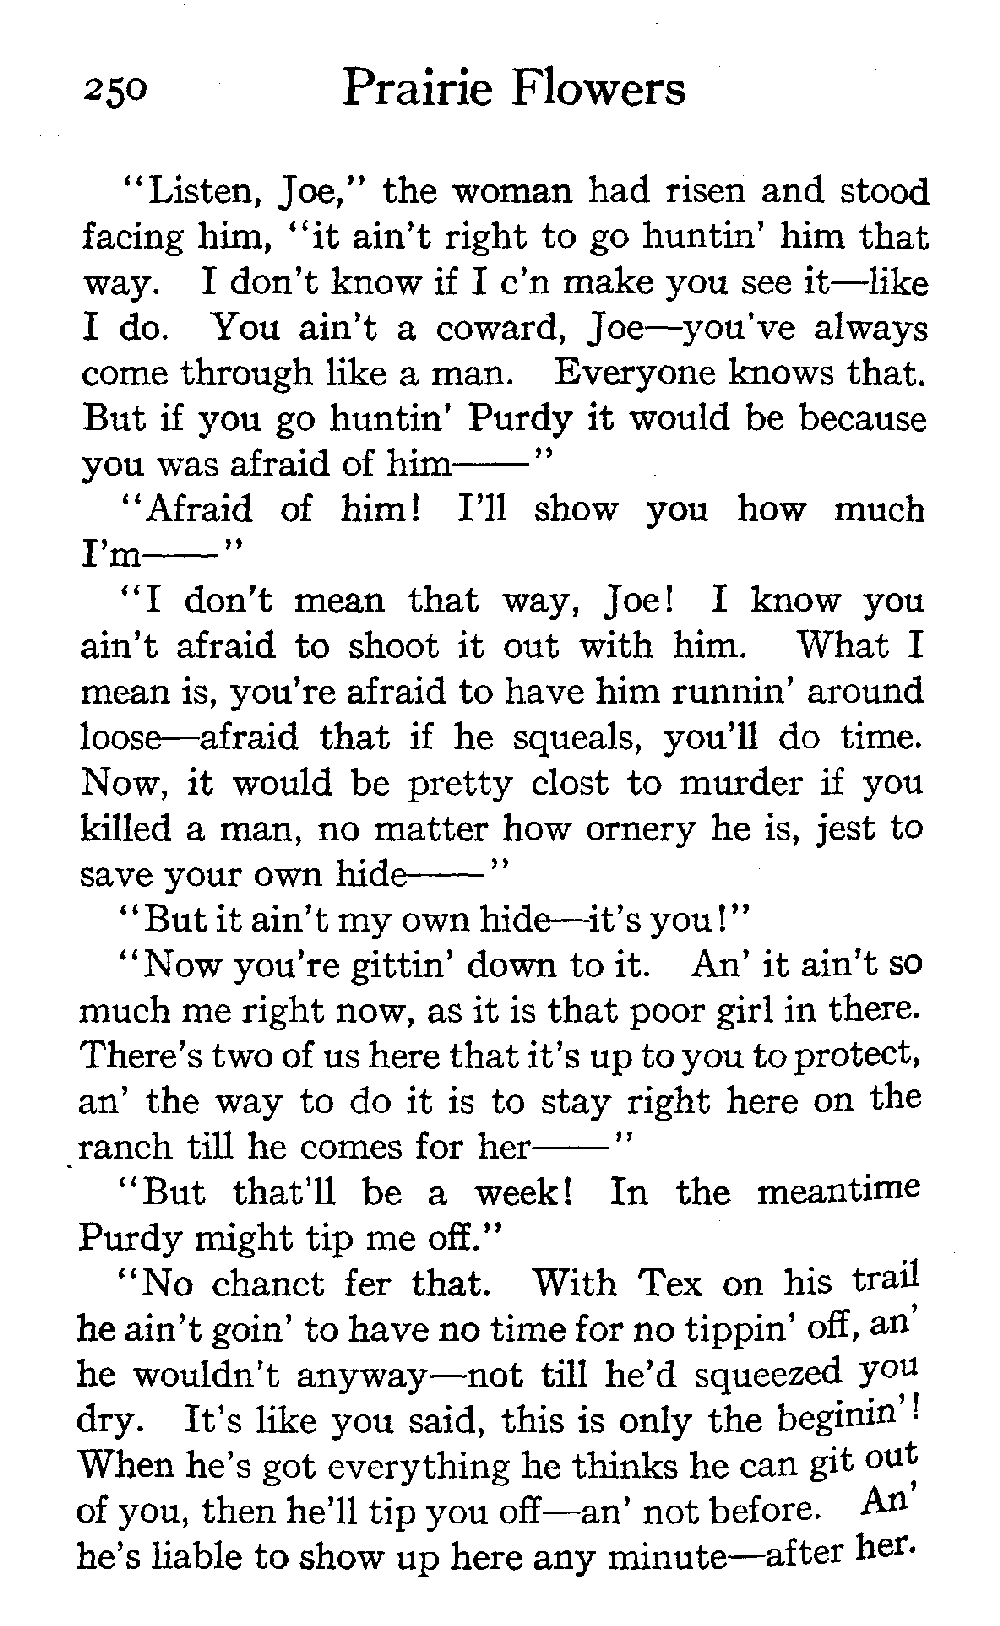 250 Prairie Flowers
“Listen, Joe,” the woman had risen and stood
facing him, “it ain't right to go huntin' him that
way. I don't know if I c'n make you see it—like
I do. You ain't a coward, Joe—you've always
come through like a man. Everyone knows that.
But if you go huntin' Purdy it would be because
you was afraid of him——”
“Afraid of him! I'll show you how much
I'm——”
“I don't mean that way, Joe! I know you
ain't afraid to shoot it out with him. What I
mean is, you're afraid to have him runnin' around
loose—afraid that if he squeals, you'll do time.
Now, it would be pretty clost to murder if you
killed a man, no matter how ornery he is, jest to
save your own hide——”
“But it ain't my own hide—it's you!”
“Now you're gittin' down to it. An' it ain't so
much me right now, as it is that poor girl in there.
There's two of us here that it's up to you to protect,
an' the way to do it is to stay right here on the
ranch till he comes for her——”
“But that'll be a week! In the meantime
Purdy might tip me off.”
“No chanct fer that. With Tex on his trail
he ain't goin' to have no time for no tippin' off, an'
he wouldn't anyway—not till he'd squeezed you
dry. It's like you said, this is only the beginin'!
When he's got everything he thinks he can git out
of you, then he'll tip you off—an' not before. An'
he's liable to show up here any minute—after her.